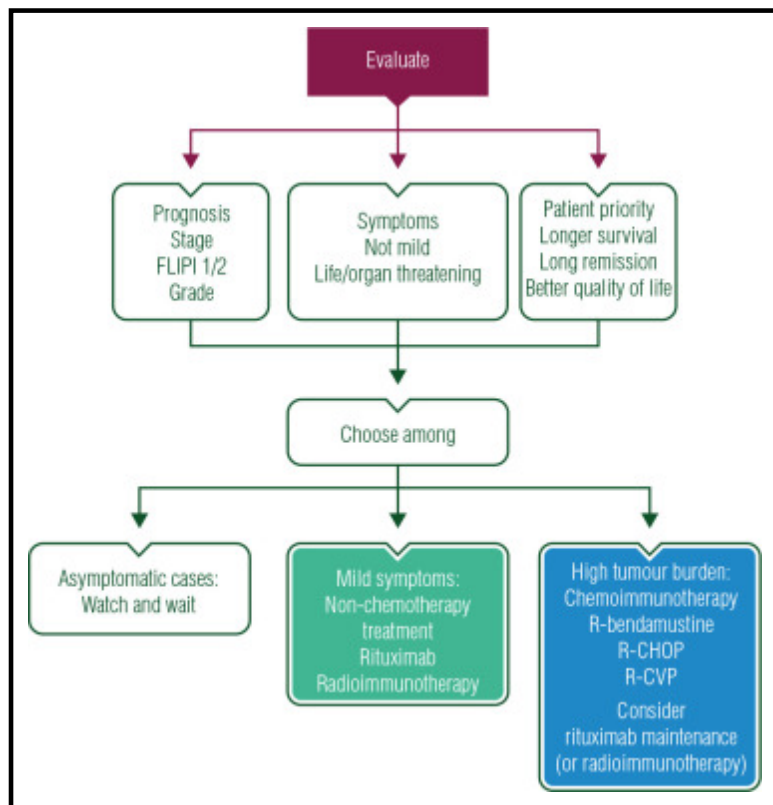 Evaluate
Prognosis
Stage
FLIPI 1/2
Grade
Symptoms
Not mild
Life/organ threatening
Patient priority
Longer survival
Long remission
Better quality of life
Choose among
Asymptomatic cases:
Watch and wait
Mild symptoms:
Non-chemotherapy
treatment
Rituximab
Radioimmunotherapy
High tumour burden:
Chemoimmunotherapy
R-bendamustine
R-CHOP
R-CVP
Consider
rituximab maintenance
(or radioimmunotherapy)